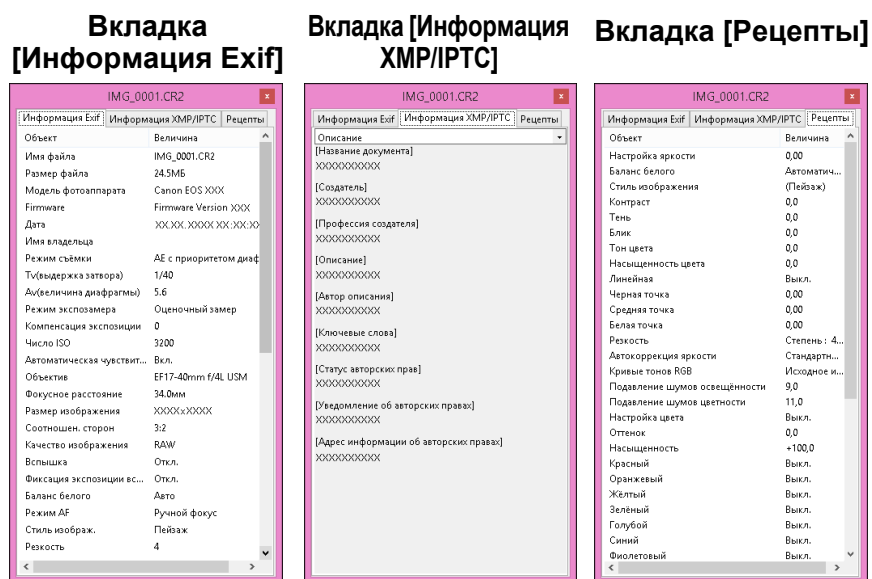 Вкладка
[Информация Exif]
IMG_0001.CR2
x
Информация Exif Информация XMP/IPTC Рецепты
Объект Величина
Имя файла IMG_0001.CR2
Размер файла 24.5МБ
Модель фотоаппарата Canon EOS XXX
Firmware Firmware Version XXX
Дата XX.XX.XXXX XX:XX:XX
Имя владельца
Режим съёмки АЕ с приоритетом диаф
Tv(выдержка затвора) 1/40
Av(величина диафрагмы) 5.6
Режим экспозамера Оценочный замер
Компенсация экспозиции 0
Число ISO 3200
Автоматическая чувствит... Вкл.
Объектив EF17-40mm f/4L USM
Фокусное расстояние 34.0мм
Размер изображения XXXXxXXXX
Соотношен. сторон 3:2
Качество изображения RAW
Вспышка Откл.
Фиксация экспозиции вс... Откл.
Баланс белого Авто
Режим AF Ручной фокус
Стиль изображ. Пейзаж
Резкость 4
Вкладка [Информация
XMP/IPTC]
IMG_0001.CR2
x
Информация Exif Информация XMP/IPTC Рецепты
Описание
[Название документа]
XXXXXXXXXX
[Создатель]
XXXXXXXXXX
[Профессия создателя]
XXXXXXXXXX
[Описание]
XXXXXXXXXX
[Автор описания]
XXXXXXXXXX
[Ключевые слова]
XXXXXXXXXX
[Статус авторских прав]
XXXXXXXXXX
[Уведомление об авторских правах]
XXXXXXXXXX
[Адрес информации об авторских правах]
XXXXXXXXXX
Вкладка [Рецепты]
IMG_0001.CR2
x
Информация Exif Информация XMP/IPTC Рецепты
Объект Величина
Настройка яркости 0,00
Баланс белого Автоматич...
Стиль изображения (Пейзаж)
Контраст 0,0
Тень 0,0
Блик 0,0
Тон цвета 0,0
Насыщенность цвета 0,0
Линейная Выкл.
Черная точка 0,00
Средняя точка 0,00
Белая точка 0,00
Резкость Степень : 4...
Автокоррекция яркости Стандартн...
Кривые тонов RGB Исходное и...
Подавление шумов освещённости 9,0
Подавление шумов цветности 11,0
Настройка цвета Выкл.
Оттенок 0,0
Насыщенность +100,0
Красный Выкл.
Оранжевый Выкл.
Жёлтый Выкл.
Зелёный Выкл.
Голубой Выкл.
Синий Выкл.
Фиолетовый Выкл.